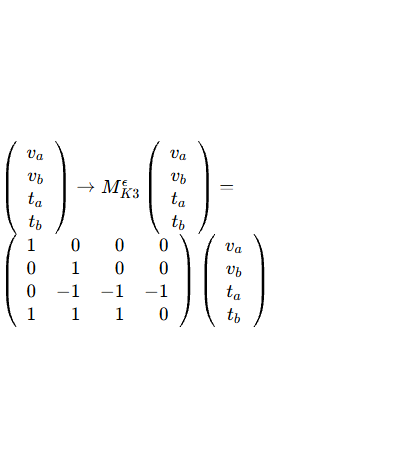 \begin{pmatrix} v_a \\ v_b \\ t_a \\ t_b \end{pmatrix} \to M_{K3}^{\epsilon} \begin{pmatrix} v_a \\ v_b \\ t_a \\ t_b \end{pmatrix} =
\begin{pmatrix} 1 & 0 & 0 & 0 \\ 0 & 1 & 0 & 0 \\ 0 & -1 & -1 & -1 \\ 1 & 1 & 1 & 0 \end{pmatrix} \begin{pmatrix} v_a \\ v_b \\ t_a \\ t_b \end{pmatrix}